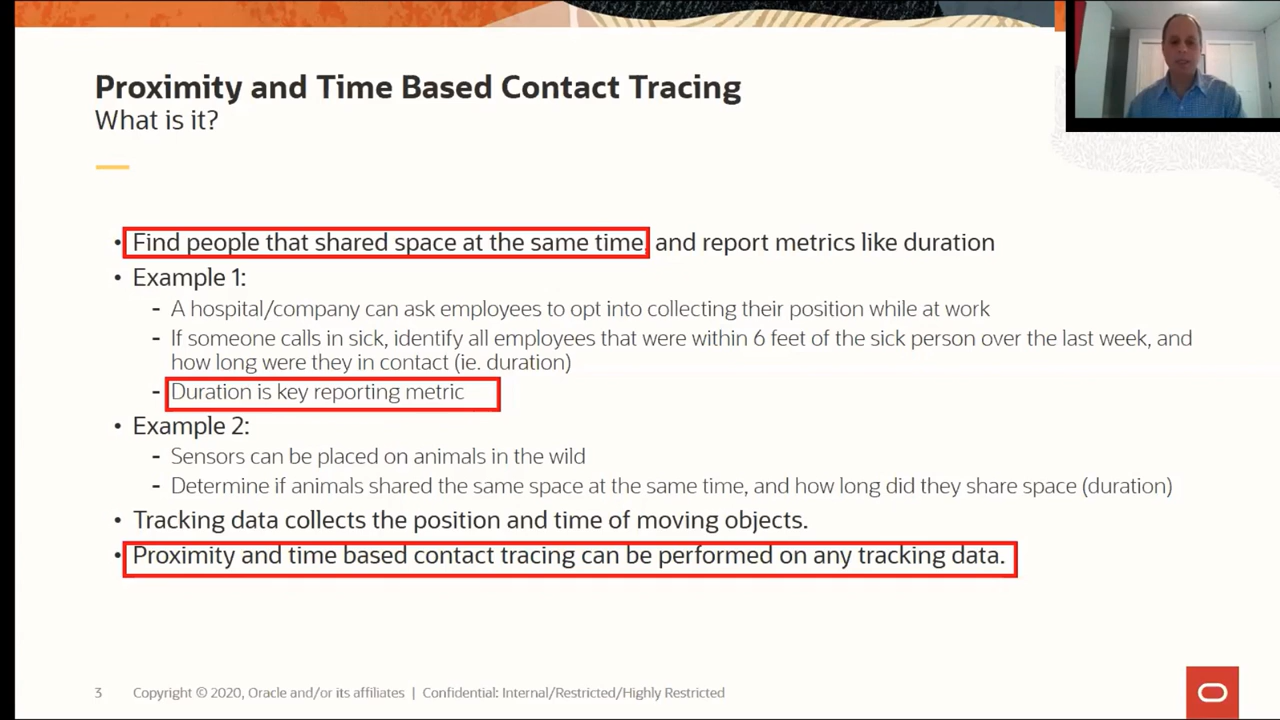 Proximity and Time Based Contact Tracing
What is it?
• Find people that shared space at the same time, and report metrics like duration
• Example 1:
- A hospital/company can ask employees to opt into collecting their position while at work
- If someone calls in sick, identify all employees that were within 6 feet of the sick person over the last week, and
how long were they in contact (ie. duration)
- Duration is key reporting metric
• Example 2:
- Sensors can be placed on animals in the wild
- Determine if animals shared the same space at the same time, and how long did they share space (duration)
• Tracking data collects the position and time of moving objects.
• Proximity and time based contact tracing can be performed on any tracking data.
3 Copyright © 2020, Oracle and/or its affiliates | Confidential: Internal/Restricted/Highly Restricted